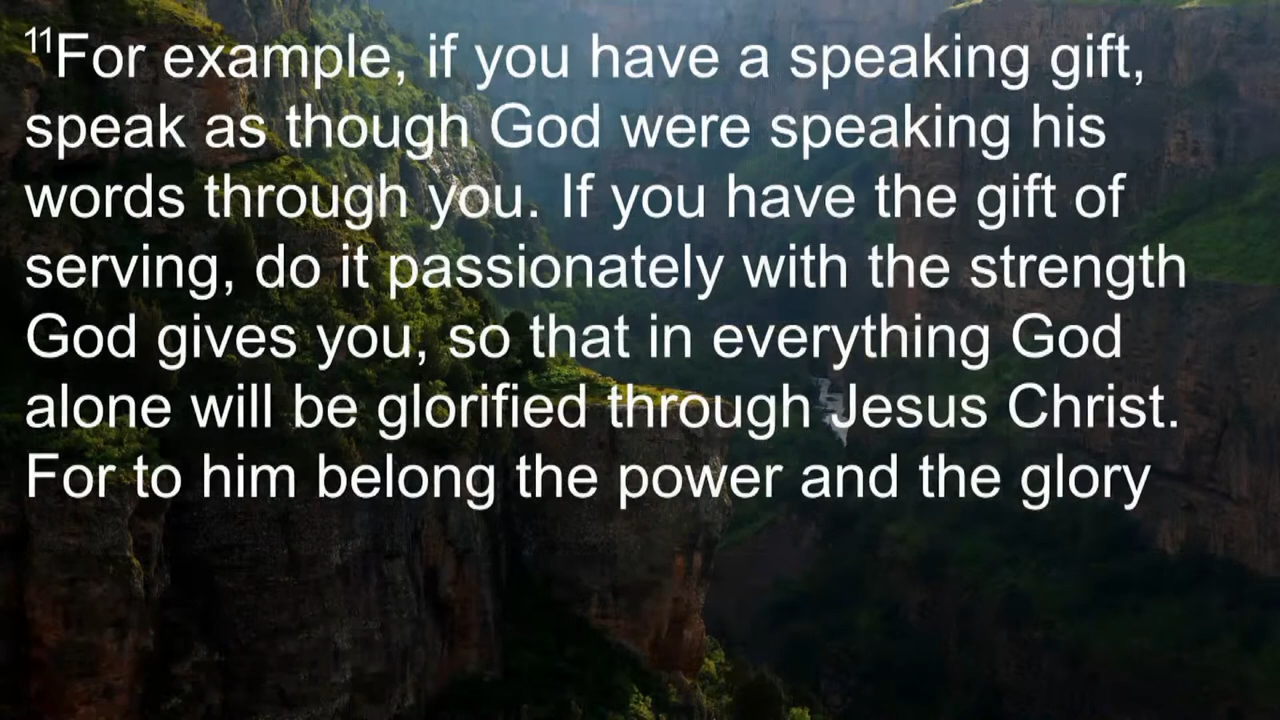 11For example, if you have a speaking gift,
speak as though God were speaking his
words through you. If you have the gift of
serving, do it passionately with the strength
God gives you, so that in everything God
alone will be glorified through Jesus Christ.
For to him belong the power and the glory